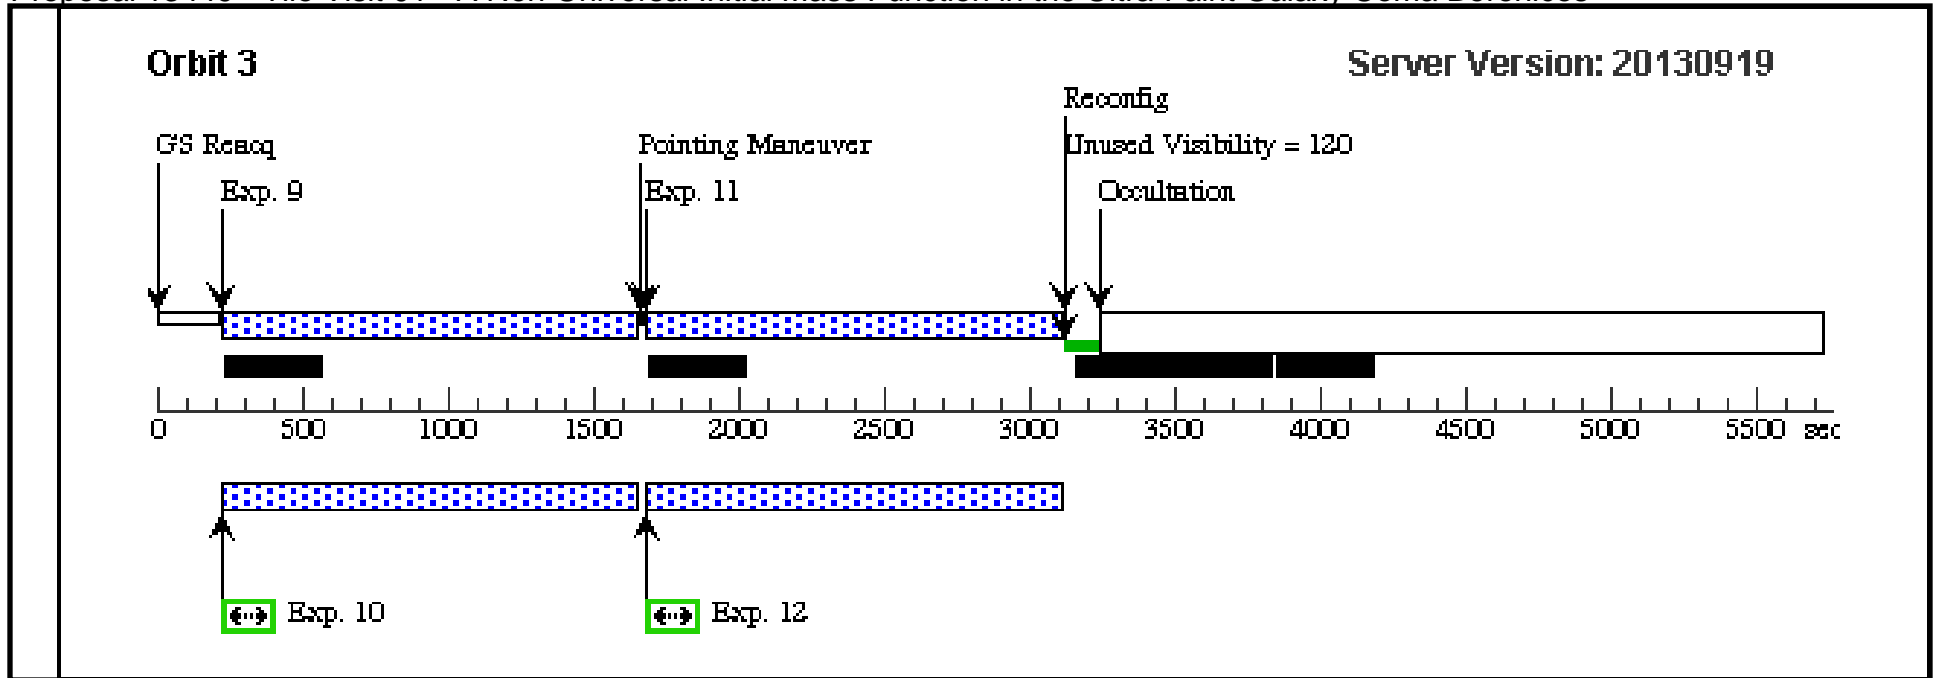 Orbit 3
Server Version: 20130919
Reconfig
GS Reacq
Pointing Maneuver
Unused Visibility = 120
Exp. 9
Exp. 11
Occultation
0 500 1000 1500 2000 2500 3000 3500 4000 4500 5000 5500 sec
Exp. 10
Exp. 12